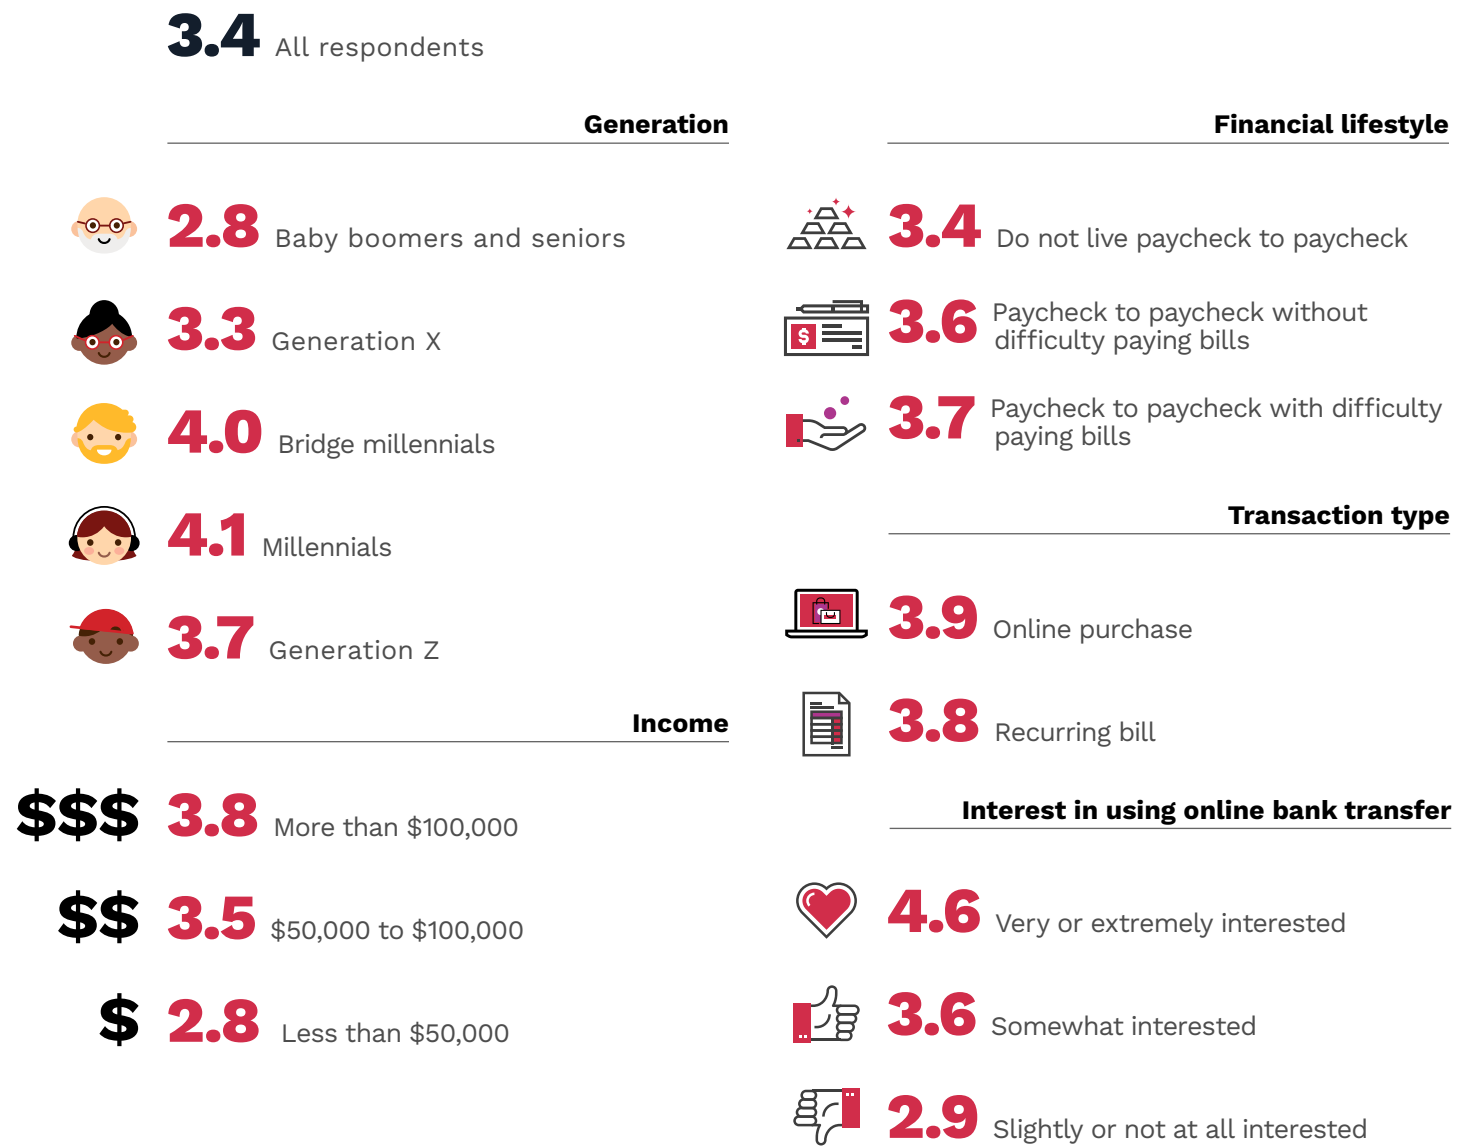 3.4 All respondents
Generation
2.8 Baby boomers and seniors
3.3 Generation X
4.0 Bridge millennials
4.1 Millennials
3.7 Generation Z
Income
$$$ 3.8 More than $100,000
$$ 3.5 $50,000 to $100,000
$ 2.8 Less than $50,000
Financial lifestyle
3.4 Do not live paycheck to paycheck
$ 3.6 Paycheck to paycheck without
difficulty paying bills
3.7 Paycheck to paycheck with difficulty
paying bills
Transaction type
3.9 Online purchase
3.8 Recurring bill
Interest in using online bank transfer
4.6 Very or extremely interested
3.6 Somewhat interested
2.9 Slightly or not at all interested